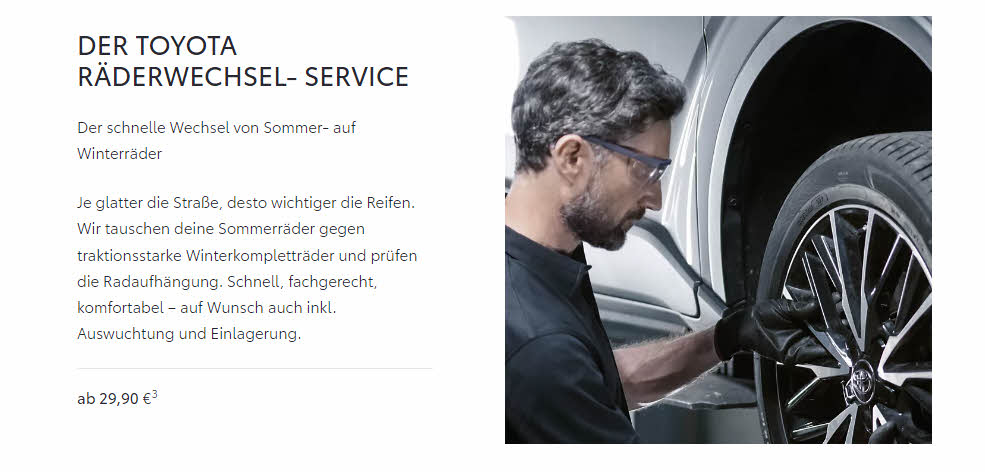 DER TOYOTA
RÄDERWECHSEL- SERVICE
Der schnelle Wechsel von Sommer- auf
Winterräder
Je glatter die Straße, desto wichtiger die Reifen.
Wir tauschen deine Sommerräder gegen
traktionsstarke Winterkompletträder und prüfen
die Radaufhängung. Schnell, fachgerecht,
komfortabel – auf Wunsch auch inkl.
Auswuchtung und Einlagerung.
ab 29,90 €³